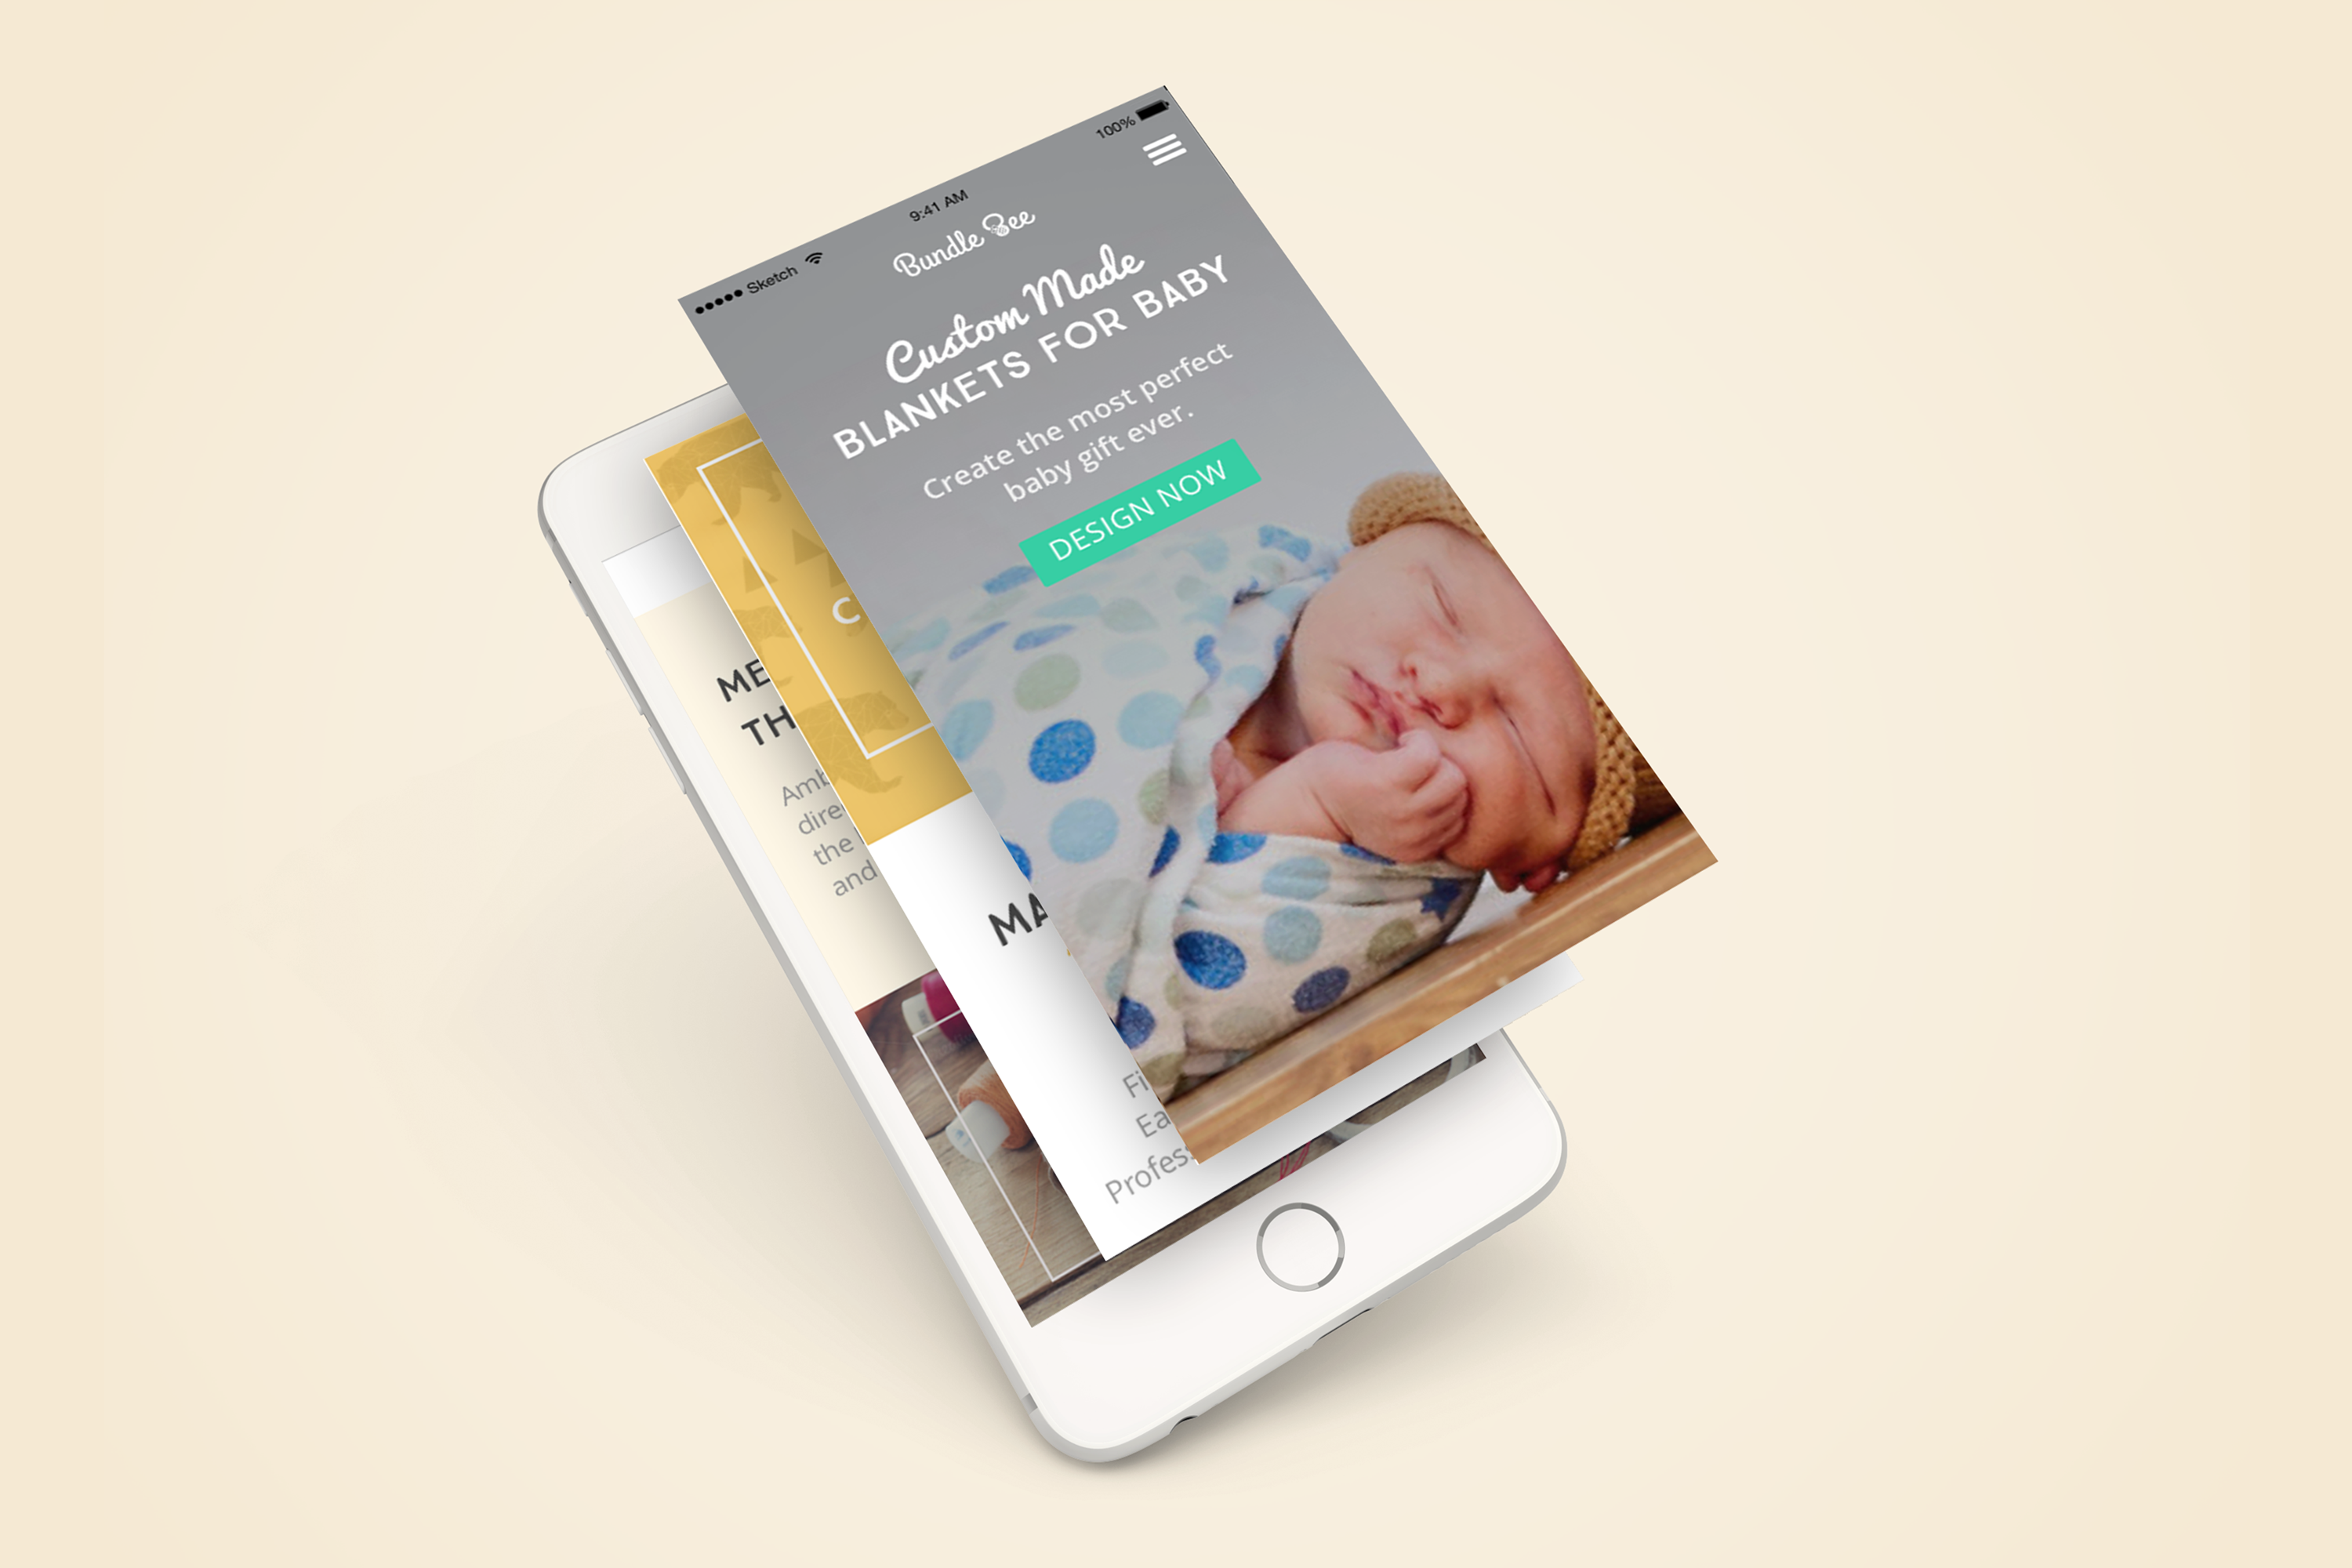 Sketch
9:41 AM
100%
Bundle Bee
Custom Made
BLANKETS FOR BABY
Create the most perfect
baby gift ever.
DESIGN NOW
C
MA
Fi
Ea
Profes
ME
TH
Amb
dire
the
and